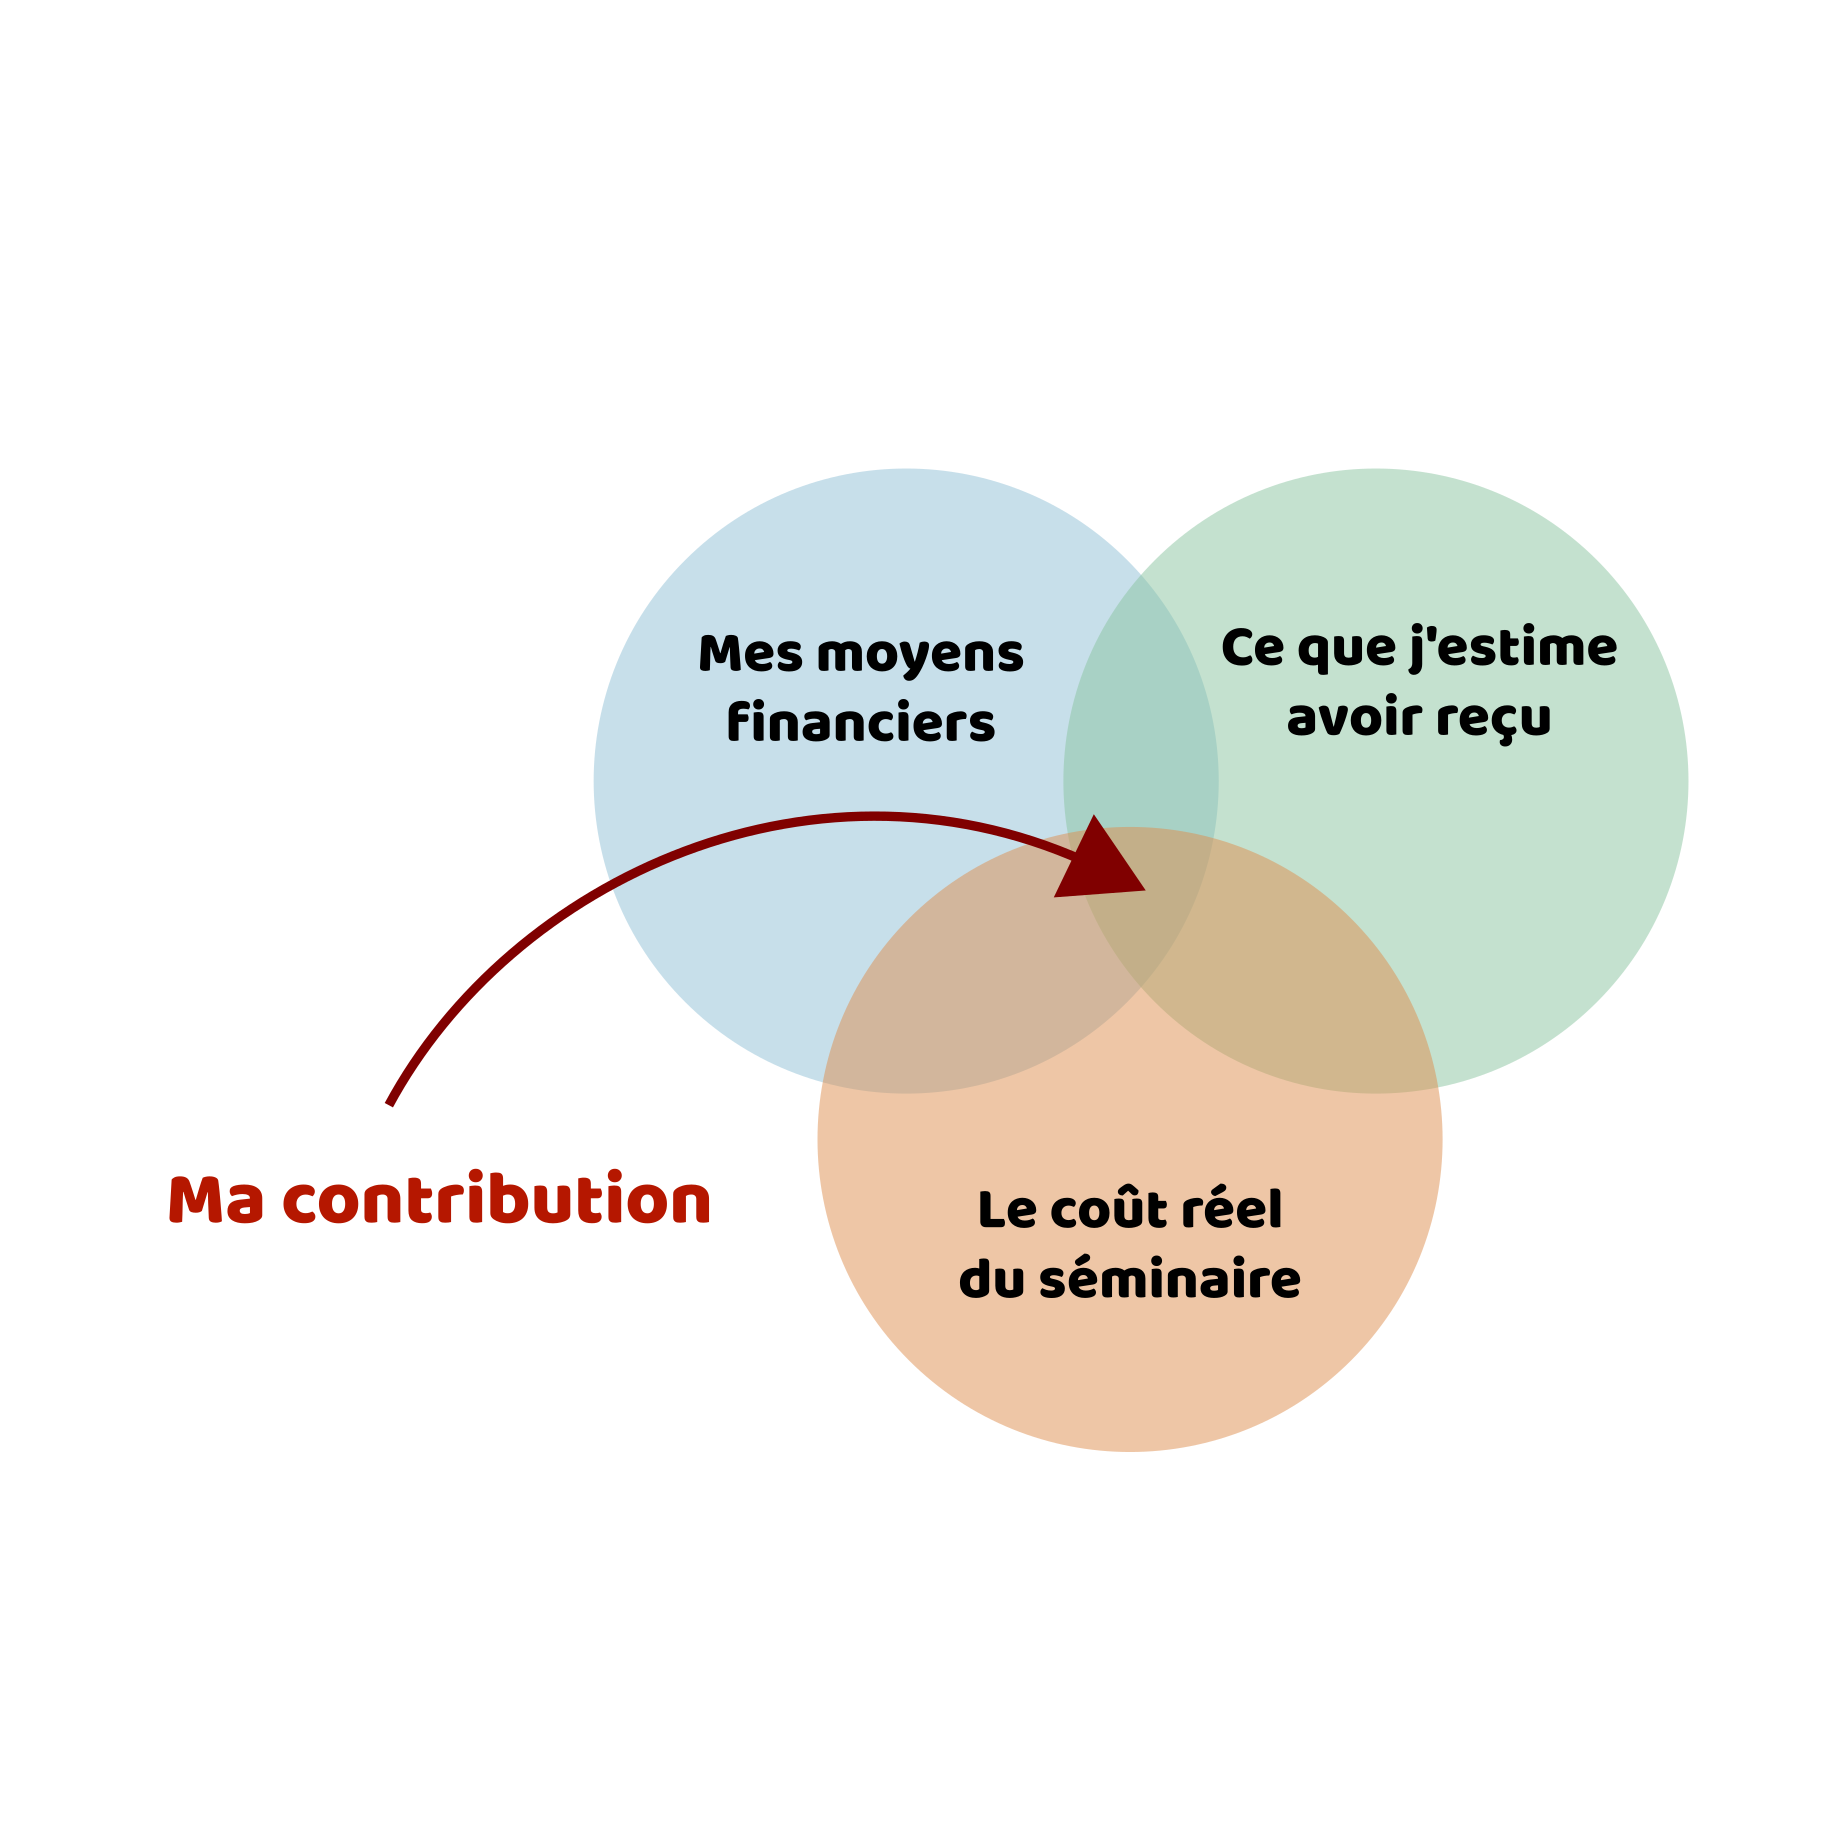 Mes moyens
financiers
Ce que j'estime
avoir reçu
Ma contribution
Le coût réel
du séminaire